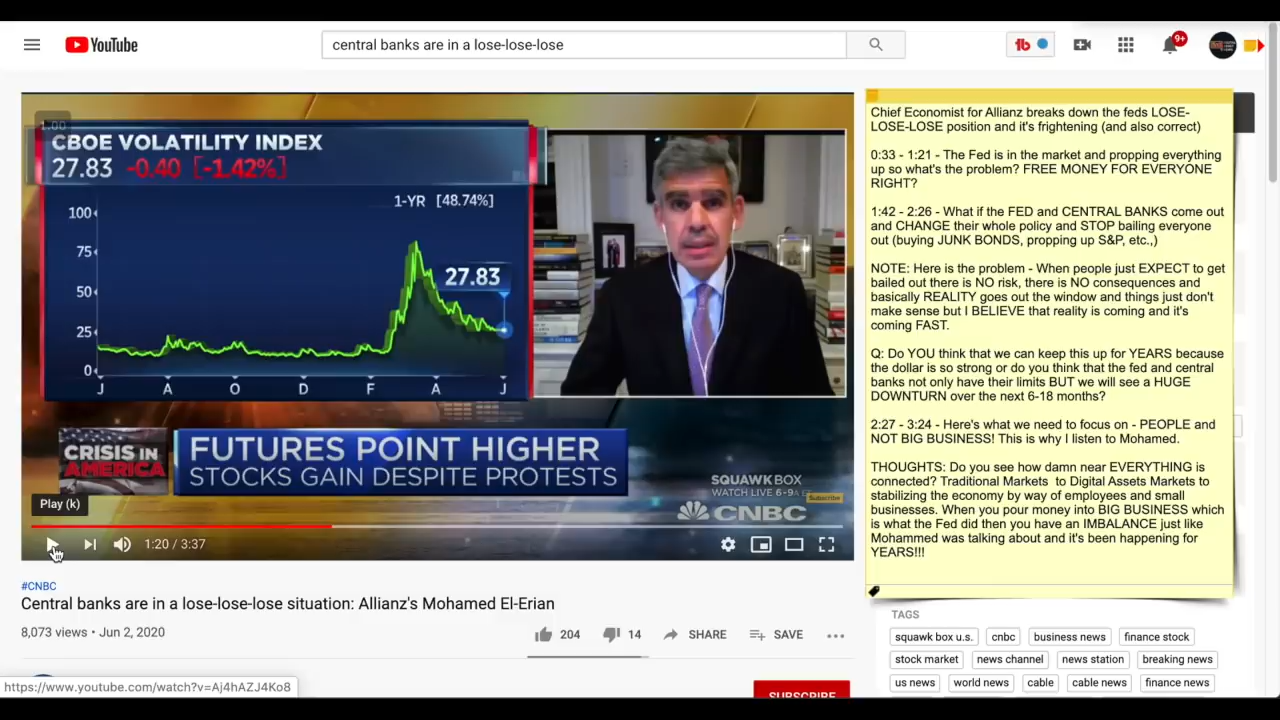 YouTube
central banks are in a lose-lose-lose
tb
9+
1.00
CBOE VOLATILITY INDEX
27.83 -0.40 [-1.42%]
1-YR [48.74%]
100
75
50
25
0
27.83
J A O D F A J
CRISIS IN
AMERICA
FUTURES POINT HIGHER
STOCKS GAIN DESPITE PROTESTS
SQUAWK BOX
WATCH LIVE 6-9A
Subscribe
CNBC
Play (k)
1:20 / 3:37
#CNBC
Central banks are in a lose-lose-lose situation: Allianz's Mohamed El-Erian
8,073 views • Jun 2, 2020
204
14
SHARE
SAVE
https://www.youtube.com/watch?v=Aj4hAZJ4Ko8
SUBSCRIBE
Chief Economist for Allianz breaks down the feds LOSE-
LOSE-LOSE position and it's frightening (and also correct)
0:33 - 1:21 - The Fed is in the market and propping everything
up so what's the problem? FREE MONEY FOR EVERYONE
RIGHT?
1:42 - 2:26 - What if the FED and CENTRAL BANKS come out
and CHANGE their whole policy and STOP bailing everyone
out (buying JUNK BONDS, propping up S&P, etc.,)
NOTE: Here is the problem - When people just EXPECT to get
bailed out there is NO risk, there is NO consequences and
basically REALITY goes out the window and things just don't
make sense but I BELIEVE that reality is coming and it's
coming FAST.
Q: Do YOU think that we can keep this up for YEARS because
the dollar is so strong or do you think that the fed and central
banks not only have their limits BUT we will see a HUGE
DOWNTURN over the next 6-18 months?
2:27 - 3:24 - Here's what we need to focus on - PEOPLE and
NOT BIG BUSINESS! This is why I listen to Mohamed.
THOUGHTS: Do you see how damn near EVERYTHING is
connected? Traditional Markets to Digital Assets Markets to
stabilizing the economy by way of employees and small
businesses. When you pour money into BIG BUSINESS which
is what the Fed did then you have an IMBALANCE just like
Mohammed was talking about and it's been happening for
YEARS!!!
TAGS
squawk box u.s.
cnbc
business news
finance stock
stock market
news channel
news station
breaking news
us news
world news
cable
cable news
finance news